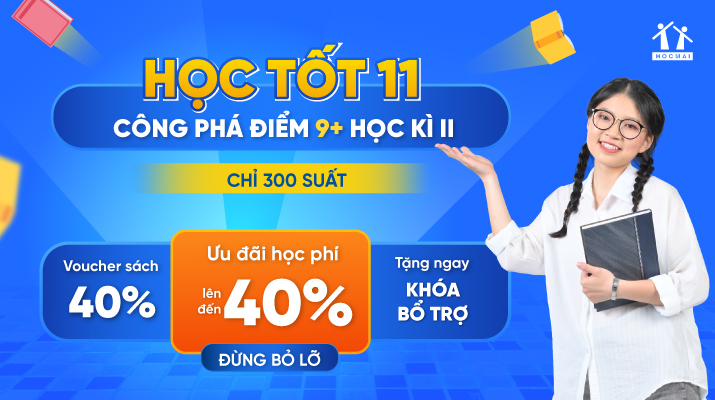 HOCMAI
HỌC TỐT 11
CÔNG PHÁ ĐIỂM 9+ HỌC KÌ II
CHỈ 300 SUẤT
Voucher sách
40%
Ưu đãi học phí
lên đến 40%
Tặng ngay
KHÓA
BỔ TRỢ
ĐỪNG BỎ LỠ